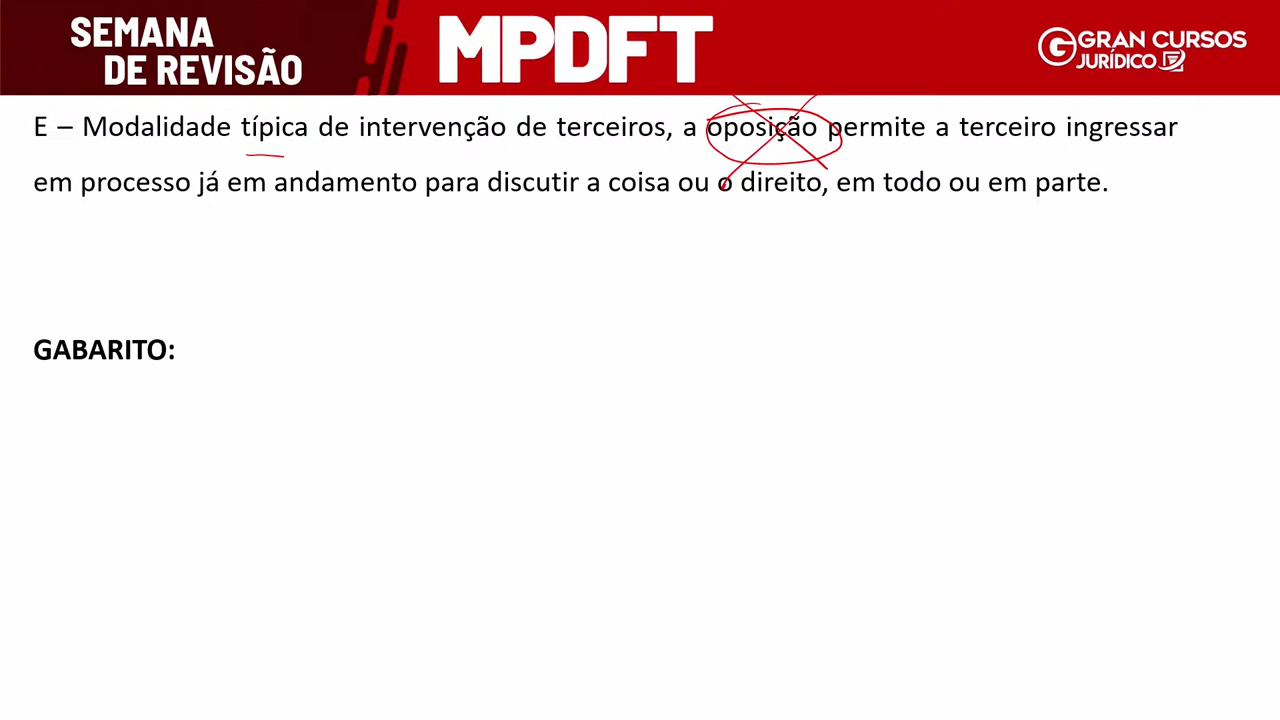 SEMANA
DE REVISÃO
MPDFT
GRAN CURSOS
JURÍDICO
E – Modalidade típica de intervenção de terceiros, a oposição permite a terceiro ingressar
em processo já em andamento para discutir a coisa ou o direito, em todo ou em parte.
GABARITO: